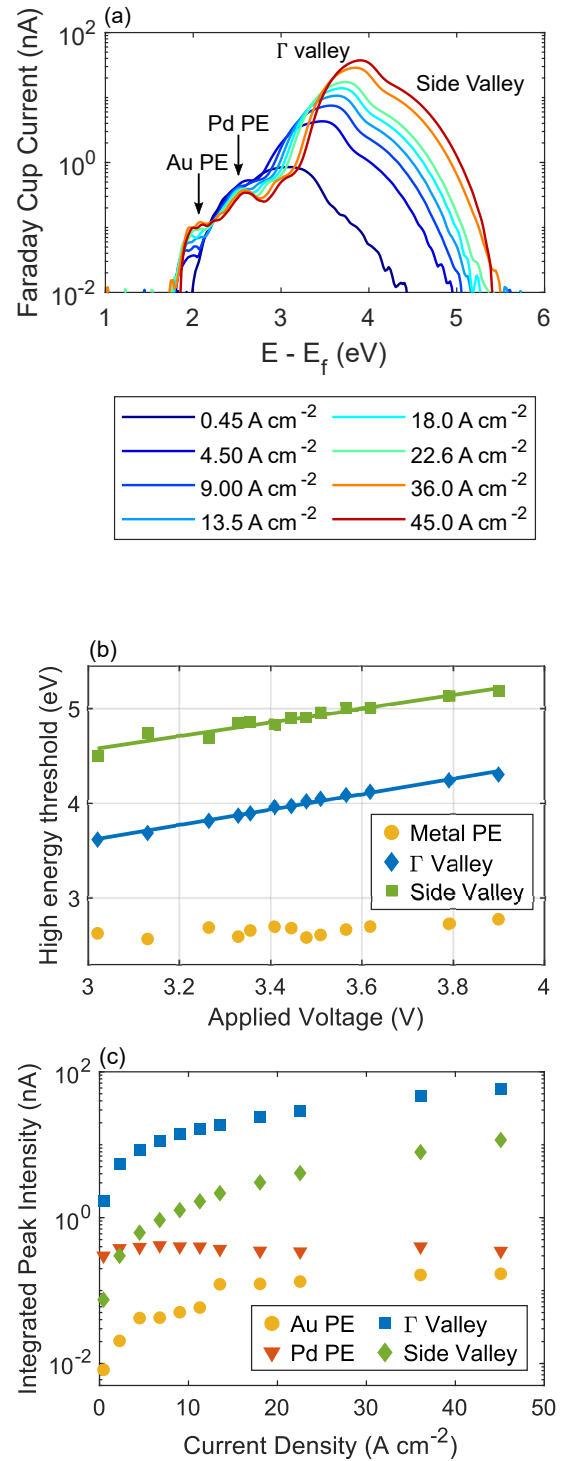 (a)
Faraday Cup Current (nA)
10^2
10^0
10^-2
Γ valley
Side Valley
Pd PE
Au PE
1 2 3 4 5 6
E - E_f (eV)
0.45 A cm^-2
4.50 A cm^-2
9.00 A cm^-2
13.5 A cm^-2
18.0 A cm^-2
22.6 A cm^-2
36.0 A cm^-2
45.0 A cm^-2
(b)
High energy threshold (eV)
5
4
3
Metal PE
Γ Valley
Side Valley
3 3.2 3.4 3.6 3.8 4
Applied Voltage (V)
(c)
Integrated Peak Intensity (nA)
10^2
10^0
10^-2
Au PE
Pd PE
Γ Valley
Side Valley
0 10 20 30 40 50
Current Density (A cm^-2)